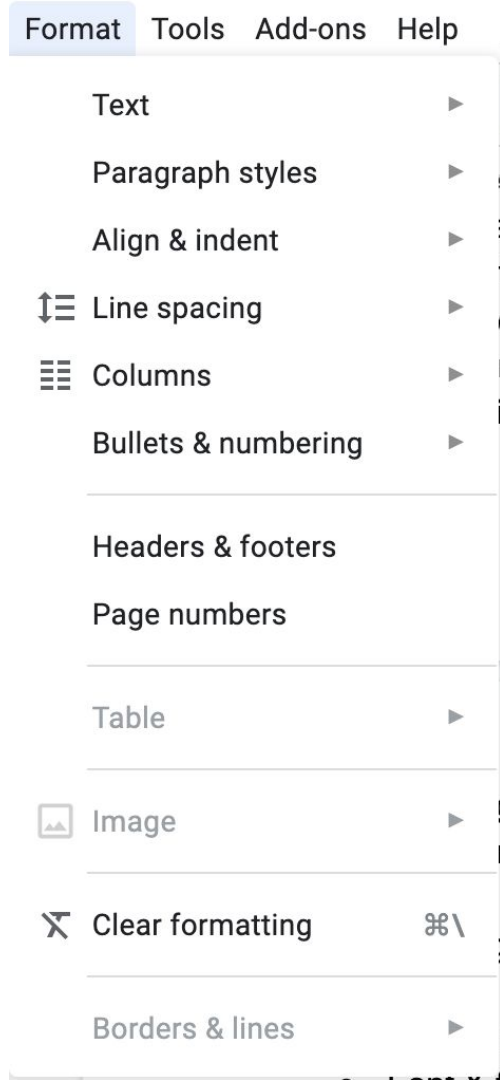 Format Tools Add-ons Help
Text
Paragraph styles
Align & indent
Line spacing
Columns
Bullets & numbering
Headers & footers
Page numbers
Table
Image
Clear formatting ⌘\
Borders & lines